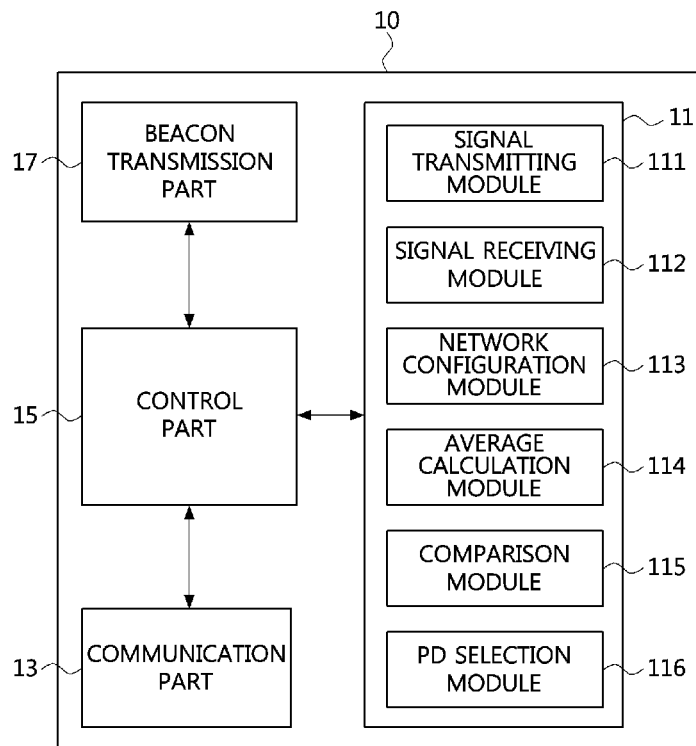 10
BEACON
TRANSMISSION
PART
17
CONTROL
PART
15
COMMUNICATION
PART
13
11
SIGNAL
TRANSMITTING
MODULE
111
SIGNAL RECEIVING
MODULE
112
NETWORK
CONFIGURATION
MODULE
113
AVERAGE
CALCULATION
MODULE
114
COMPARISON
MODULE
115
PD SELECTION
MODULE
116